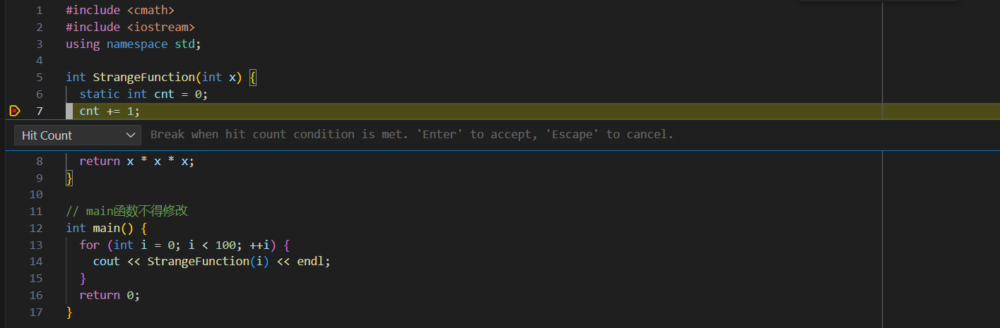 1 #include <cmath>
2 #include <iostream>
3 using namespace std;
4
5 int StrangeFunction(int x) {
6 static int cnt = 0;
7 cnt += 1;
Hit Count Break when hit count condition is met. 'Enter' to accept, 'Escape' to cancel.
8 return x * x * x;
9 }
10
11 // main函数不得修改
12 int main() {
13 for (int i = 0; i < 100; ++i) {
14 cout << StrangeFunction(i) << endl;
15 }
16 return 0;
17 }